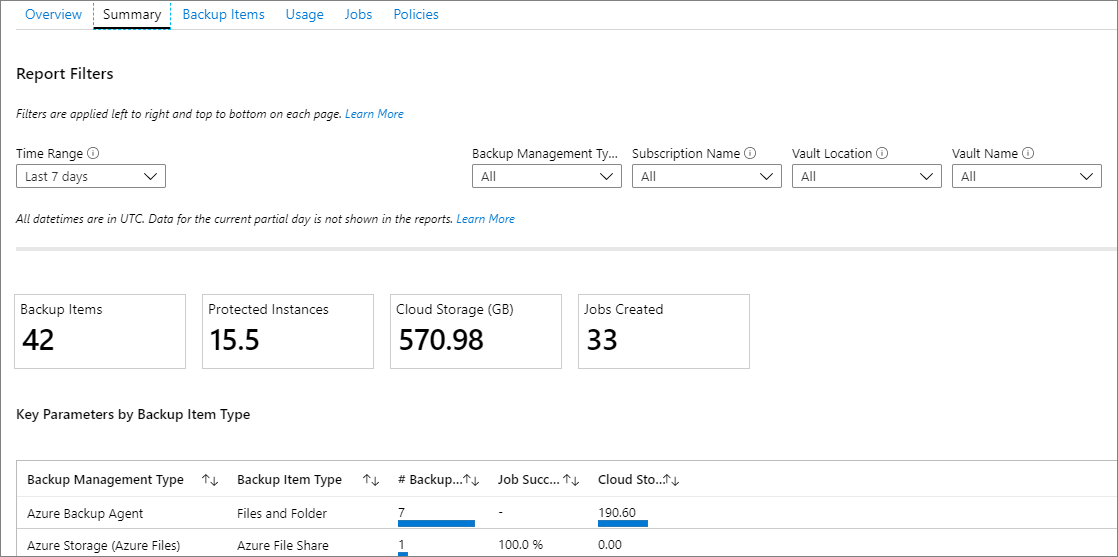 Overview Summary Backup Items Usage Jobs Policies
Report Filters
Filters are applied left to right and top to bottom on each page. Learn More
Time Range Backup Management Ty... Subscription Name Vault Location Vault Name
Last 7 days All All All All
All datetimes are in UTC. Data for the current partial day is not shown in the reports. Learn More
Backup Items Protected Instances Cloud Storage (GB) Jobs Created
42 15.5 570.98 33
Key Parameters by Backup Item Type
Backup Management Type Backup Item Type # Backup... Job Succ... Cloud Sto...
Azure Backup Agent Files and Folder 7 - 190.60
Azure Storage (Azure Files) Azure File Share 1 100.0 % 0.00